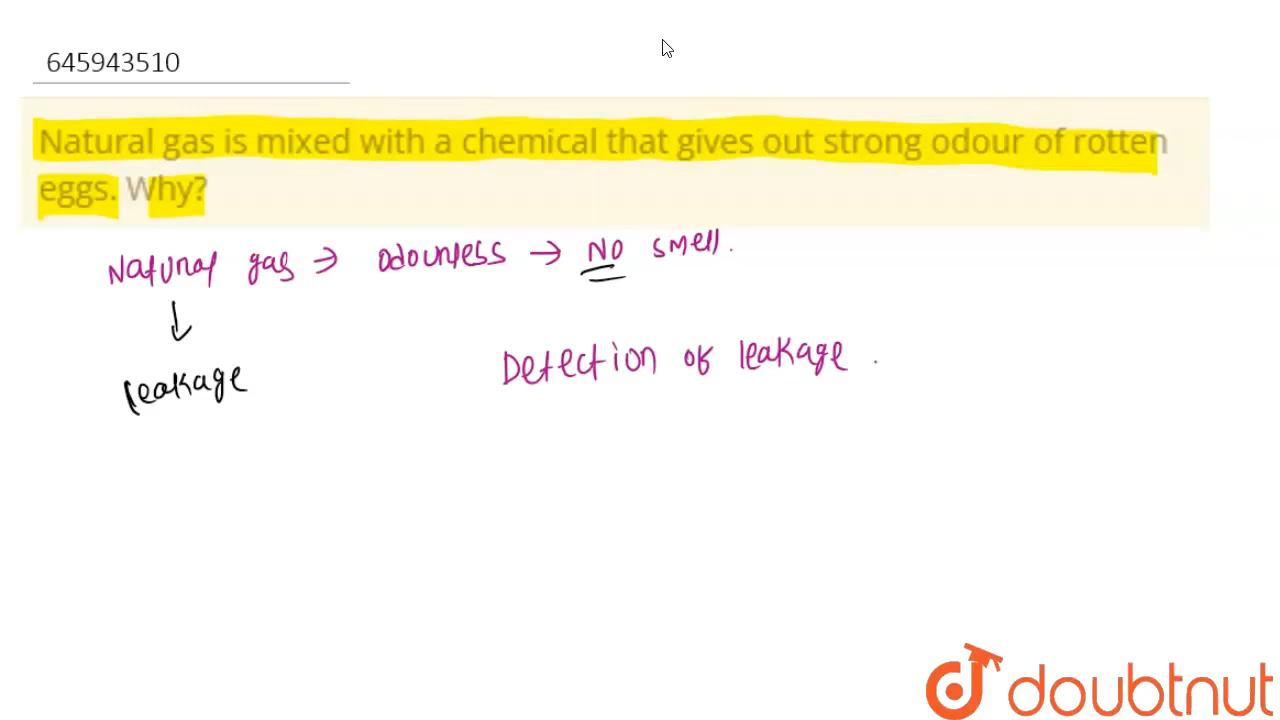 645943510
Natural gas is mixed with a chemical that gives out strong odour of rotten
eggs. Why?
Natural gas → odourless → NO smell.
↓
leakage
Detection of leakage .
doubtnut